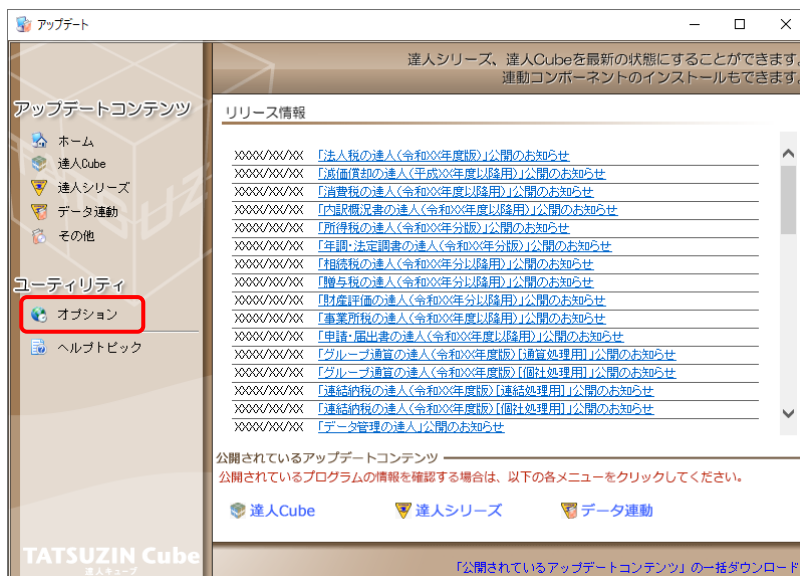 アップデート
達人シリーズ、達人Cubeを最新の状態にすることができます。
連動コンポーネントのインストールもできます。
アップデートコンテンツ
ホーム
達人Cube
達人シリーズ
データ連動
その他
ユーティリティ
オプション
ヘルプトピック
リリース情報
XXXX/XX/XX 「法人税の達人(令和XX年度版)」公開のお知らせ
XXXX/XX/XX 「減価償却の達人(平成XX年度以降用)」公開のお知らせ
XXXX/XX/XX 「消費税の達人(令和XX年度以降用)」公開のお知らせ
XXXX/XX/XX 「内訳概況書の達人(令和XX年度以降用)」公開のお知らせ
XXXX/XX/XX 「所得税の達人(令和XX年分版)」公開のお知らせ
XXXX/XX/XX 「年調・法定調書の達人(令和XX年分版)」公開のお知らせ
XXXX/XX/XX 「相続税の達人(令和XX年分以降用)」公開のお知らせ
XXXX/XX/XX 「贈与税の達人(令和XX年分以降用)」公開のお知らせ
XXXX/XX/XX 「財産評価の達人(令和XX年分以降用)」公開のお知らせ
XXXX/XX/XX 「事業所税の達人(令和XX年度以降用)」公開のお知らせ
XXXX/XX/XX 「申請・届出書の達人(令和XX年度以降用)」公開のお知らせ
XXXX/XX/XX 「グループ通算の達人(令和XX年度版)[通算処理用]」公開のお知らせ
XXXX/XX/XX 「グループ通算の達人(令和XX年度版)[個社処理用]」公開のお知らせ
XXXX/XX/XX 「連結納税の達人(令和XX年度版)[連結処理用]」公開のお知らせ
XXXX/XX/XX 「連結納税の達人(令和XX年度版)[個社処理用]」公開のお知らせ
XXXX/XX/XX 「データ管理の達人」公開のお知らせ
公開されているアップデートコンテンツ
公開されているプログラムの情報を確認する場合は、以下の各メニューをクリックしてください。
達人Cube 達人シリーズ データ連動
TATSUZIN Cube
達人キューブ
「公開されているアップデートコンテンツ」の一括ダウンロード